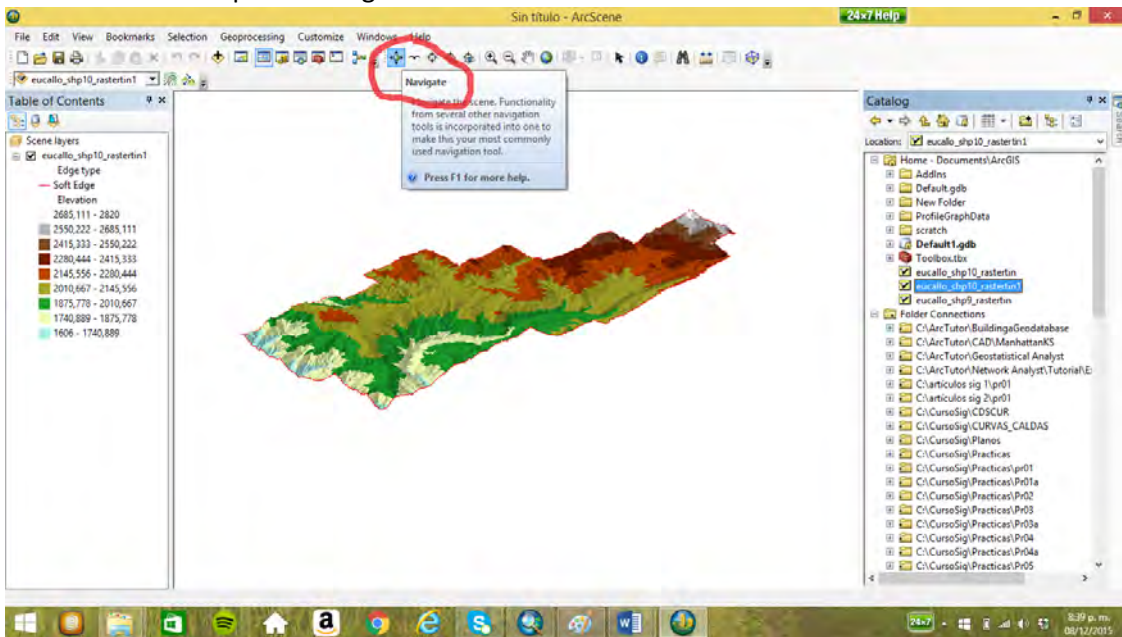 Sin título - ArcScene
24x7 Help
File Edit View Bookmarks Selection Geoprocessing Customize Windows Help
eucallo_shp10_rastertin1
Navigate
Navigate the scene. Functionality
from several other navigation
tools is incorporated into one to
make this your most commonly
used navigation tool.
Press F1 for more help.
Table of Contents
Scene layers
eucallo_shp10_rastertin1
Edge type
Soft Edge
Elevation
2685,111 - 2820
2550,222 - 2685,111
2415,333 - 2550,222
2280,444 - 2415,333
2145,556 - 2280,444
2010,667 - 2145,556
1875,778 - 2010,667
1740,889 - 1875,778
1606 - 1740,889
Catalog
Search
Location: eucallo_shp10_rastertin1
Home - Documents\ArcGIS
AddIns
Default.gdb
New Folder
ProfileGraphData
scratch
Default1.gdb
Toolbox.tbx
eucallo_shp10_rastertin
eucallo_shp10_rastertin1
eucallo_shp9_rastertin
Folder Connections
C:\ArcTutor\BuildingaGeodatabase
C:\ArcTutor\CAD\ManhattanKS
C:\ArcTutor\Geostatistical Analyst
C:\ArcTutor\Network Analyst\Tutorial\E
C:\articulos sig 1\pr01
C:\articulos sig 2\pr01
C:\CursoSig\CDSCUR
C:\CursoSig\CURVAS_CALDAS
C:\CursoSig\Planos
C:\CursoSig\Practicas
C:\CursoSig\Practicas\pr01
C:\CursoSig\Practicas\Pr01a
C:\CursoSig\Practicas\Pr02
C:\CursoSig\Practicas\Pr03
C:\CursoSig\Practicas\Pr03a
C:\CursoSig\Practicas\Pr04
C:\CursoSig\Practicas\Pr04a
C:\CursoSig\Practicas\Pr05
24x7
8:39 p. m.
08/12/2015